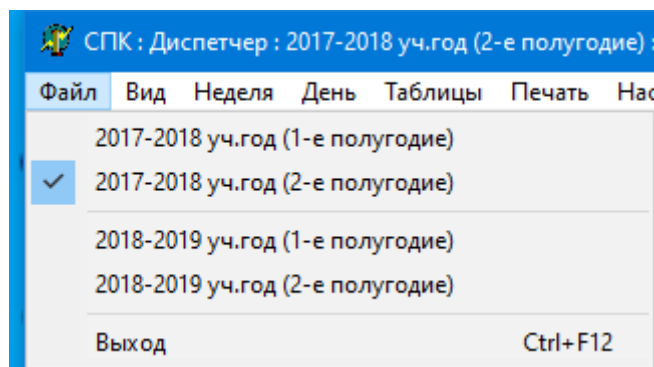 СПК : Диспетчер : 2017-2018 уч.год (2-е полугодие) :
Файл Вид Неделя День Таблицы Печать
2017-2018 уч.год (1-е полугодие)
2017-2018 уч.год (2-е полугодие)
2018-2019 уч.год (1-е полугодие)
2018-2019 уч.год (2-е полугодие)
Выход Ctrl+F12